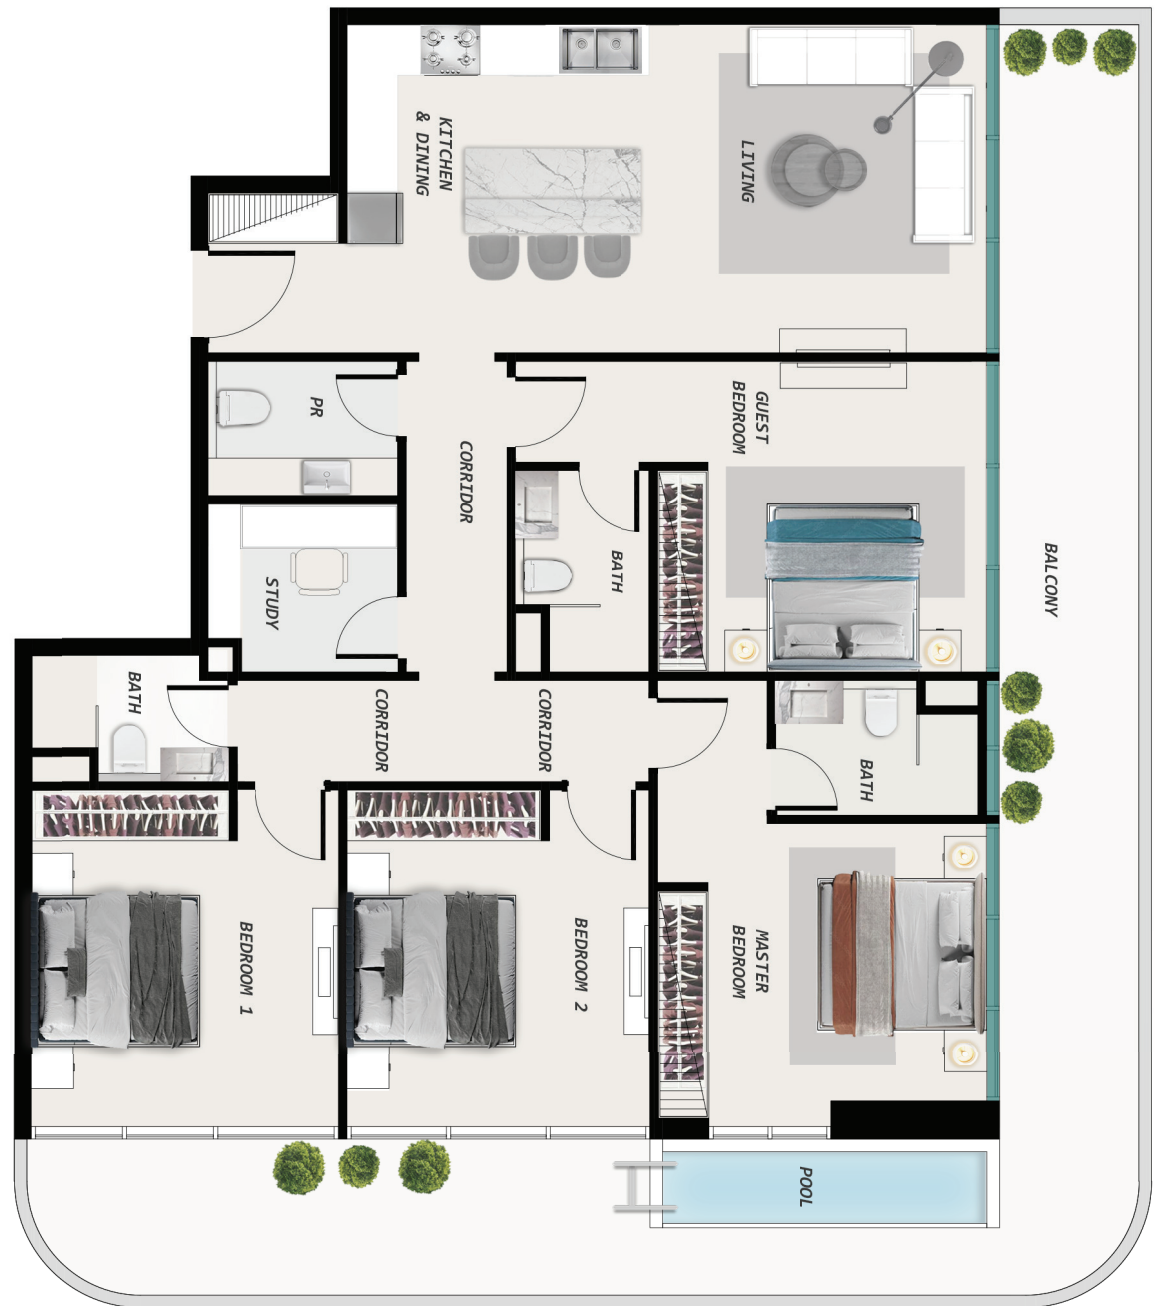 KITCHEN
& DINING
LIVING
PR
GUEST
BEDROOM
CORRIDOR
STUDY
BATH
BALCONY
BATH
CORRIDOR
CORRIDOR
BATH
BEDROOM 1
BEDROOM 2
MASTER
BEDROOM
POOL